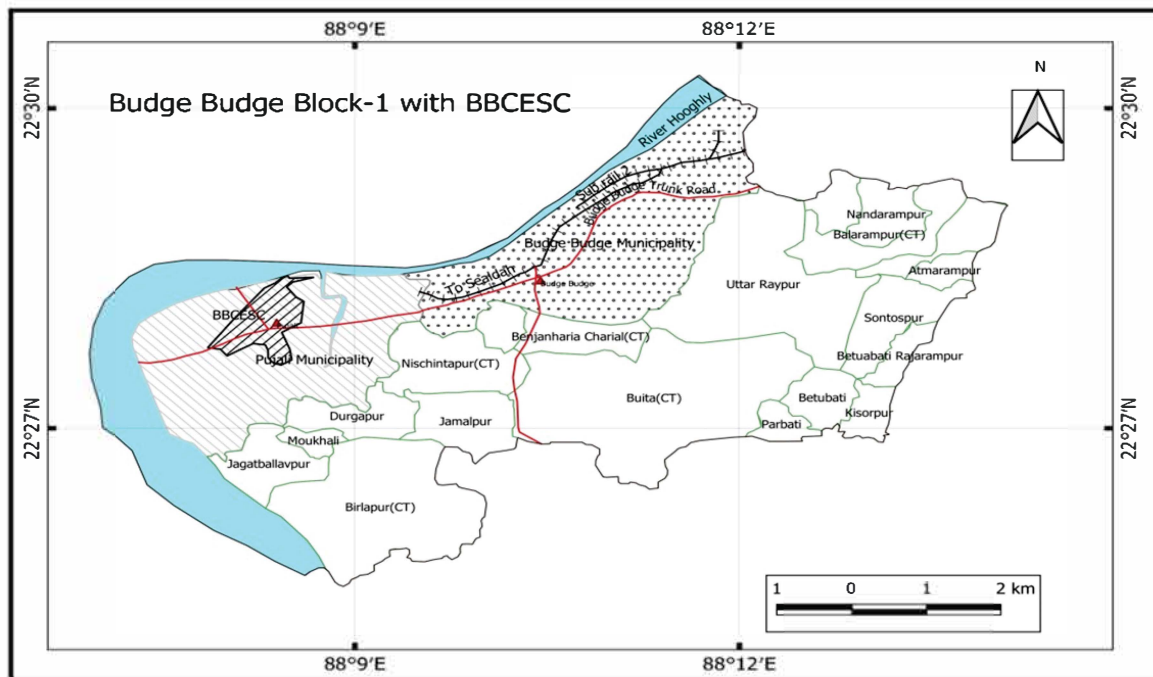 88°9′E
88°12′E
22°30′N
22°30′N
Budge Budge Block-1 with BBCESC
N
River Hooghly
Sub rail 2
Budge Budge Trunk Road
Nandarampur
Balarampur(CT)
Budge Budge Municipality
Atmarampur
To Sealdah
Budge Budge
Uttar Raypur
BBCESC
Sontospur
Benjanharia Charial(CT)
Pujali Municipality
Nischintapur(CT)
Betuabati Rajarampur
Buita(CT)
Betubati
Kisorpur
Durgapur
Jamalpur
Parbati
22°27′N
22°27′N
Moukhali
Jagatballavpur
Birlapur(CT)
1 0 1 2 km
88°9′E
88°12′E